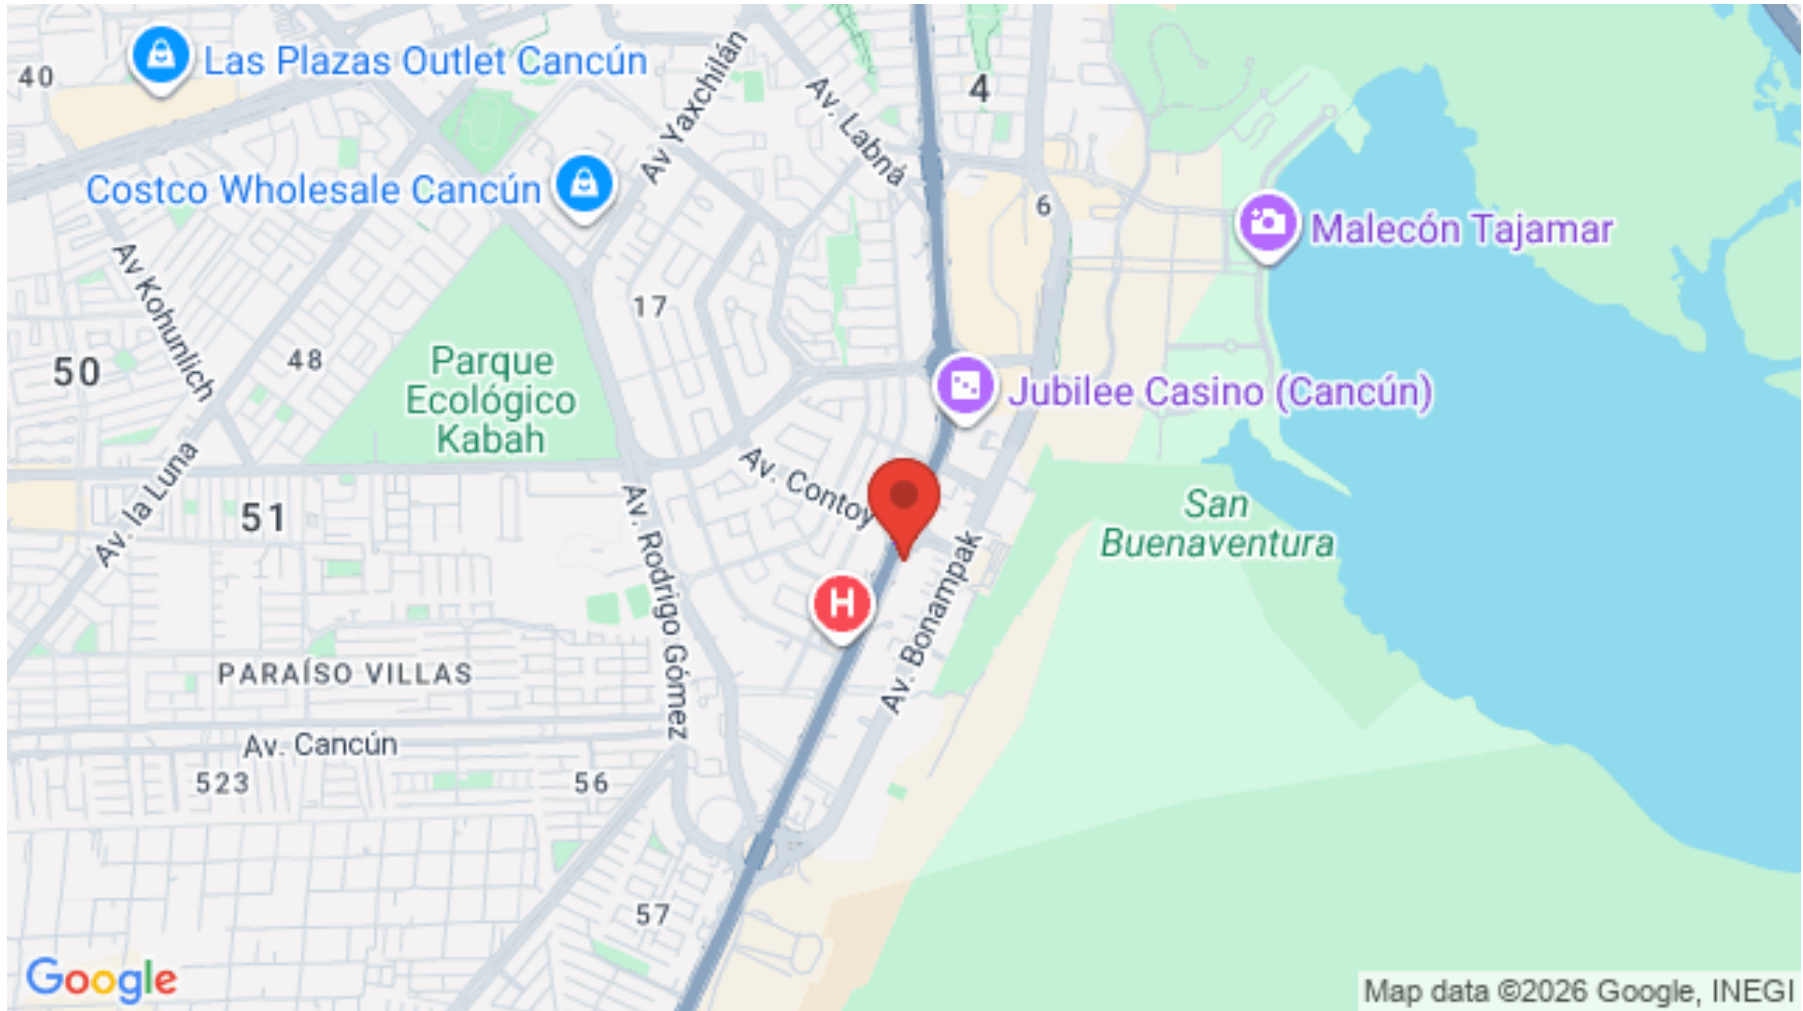 40
Las Plazas Outlet Cancún
Av Yaxchilán
Av. Labná
4
Costco Wholesale Cancún
6
Malecón Tajamar
Av Kohunlich
17
50
48
Parque
Ecológico
Kabah
Jubilee Casino (Cancún)
Av. la Luna
51
Av. Rodrigo Gómez
Av. Contoy
San
Buenaventura
H
Av. Bonampak
PARAÍSO VILLAS
Av. Cancún
523
56
57
Google
Map data ©2026 Google, INEGI